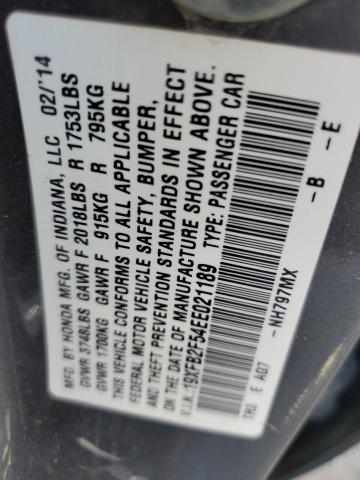 MFD. BY HONDA MFG. OF INDIANA, LLC 02/'14
GVWR 3748LBS GAWR F 2018LBS R 1753LBS
GVWR 1700KG GAWR F 915KG R 795KG
THIS VEHICLE CONFORMS TO ALL APPLICABLE
FEDERAL MOTOR VEHICLE SAFETY, BUMPER,
AND THEFT PREVENTION STANDARDS IN EFFECT
ON THE DATE OF MANUFACTURE SHOWN ABOVE.
V.I.N.: 19XFB2F54EE021189 TYPE: PASSENGER CAR
TR3 E A07 -NH797MX -B -E